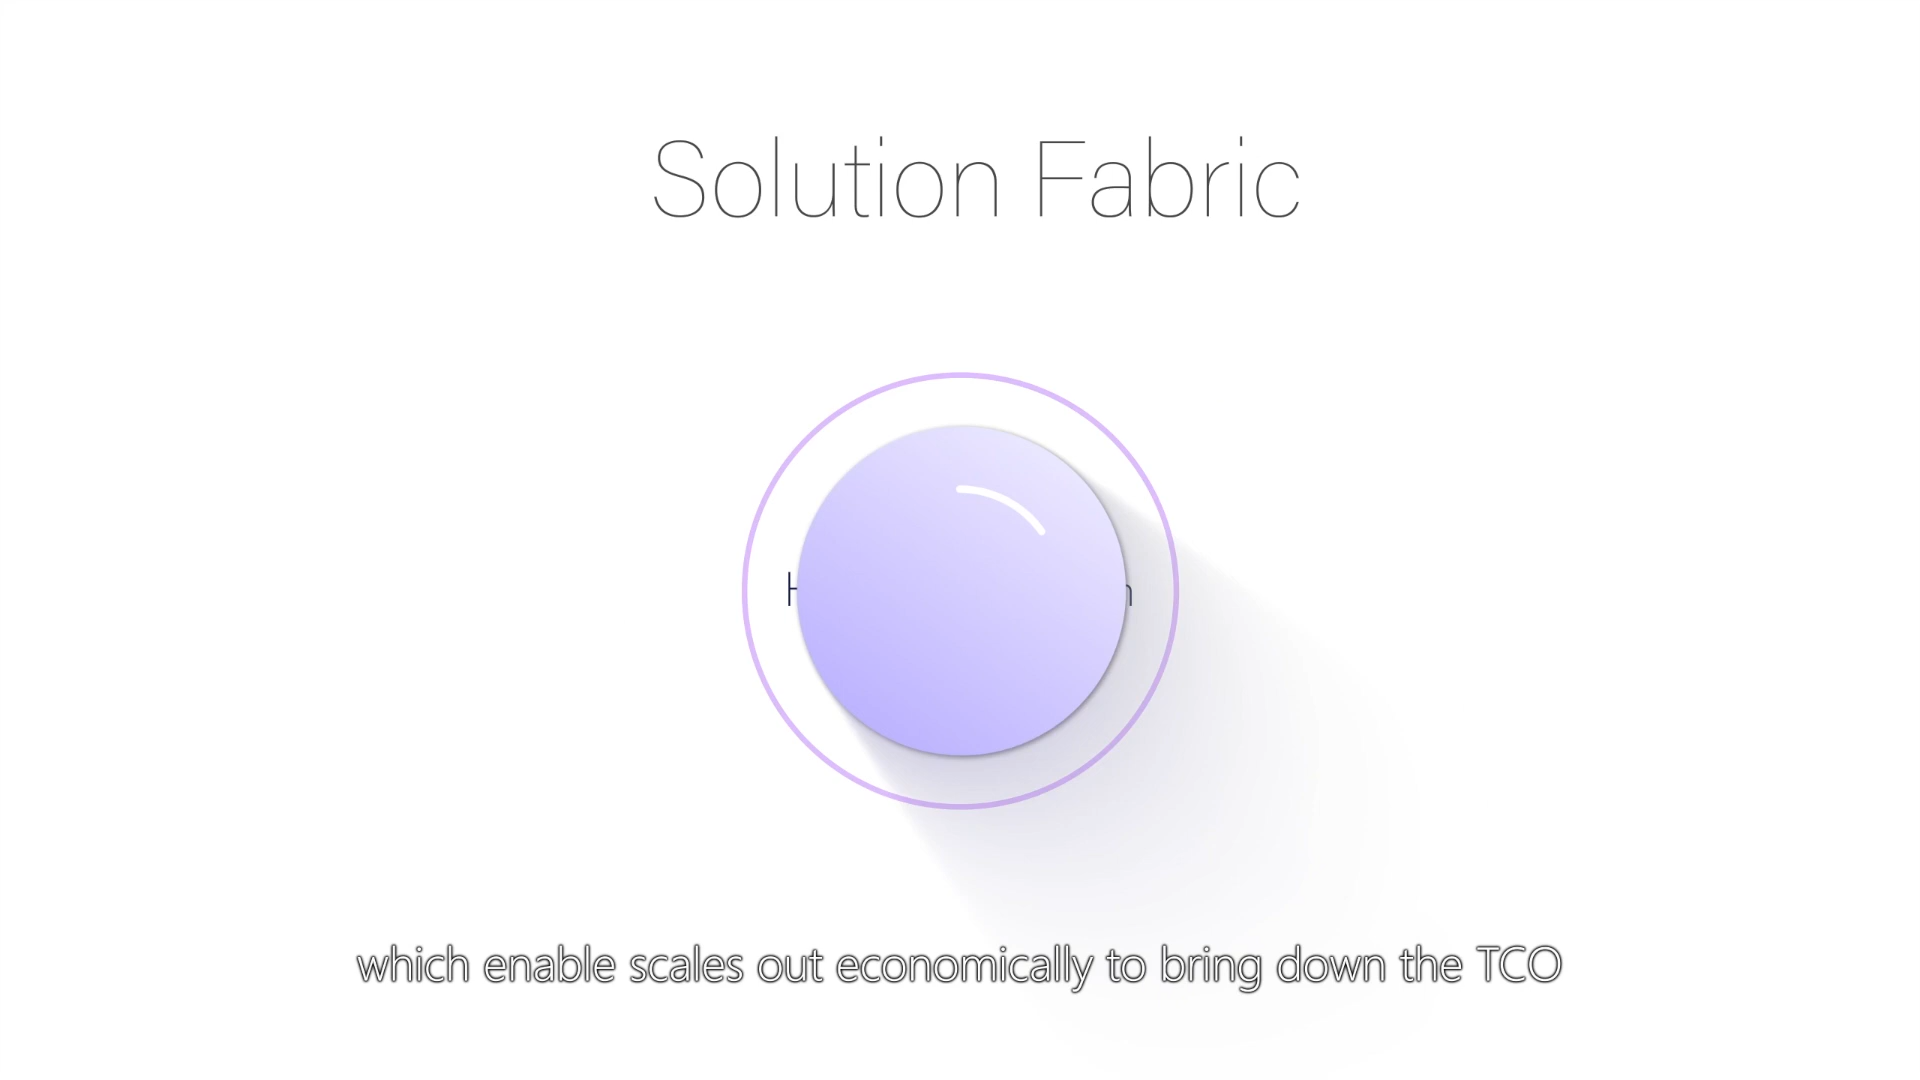 Solution Fabric
which enable scales out economically to bring down the TCO